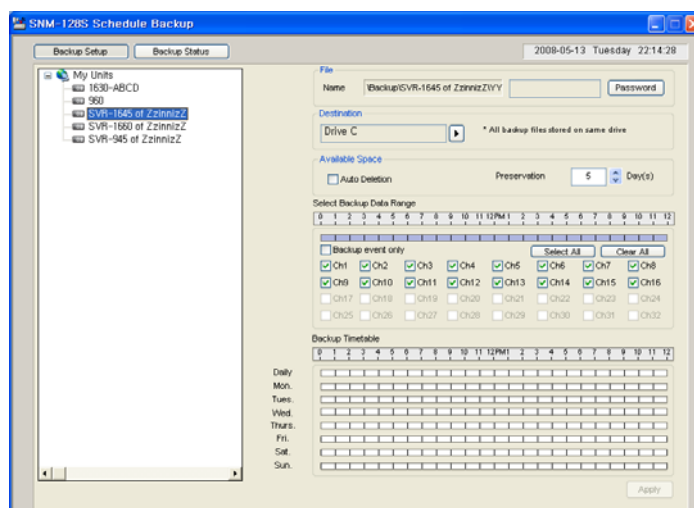 SNM-128S Schedule Backup
Backup Setup Backup Status 2008-05-13 Tuesday 22:14:28
My Units
1630-ABCD
960
SVR-1645 of ZzinnizZ
SVR-1660 of ZzinnizZ
SVR-945 of ZzinnizZ
File
Name \Backup\SVR-1645 of ZzinnizZ\YY Password
Destination
Drive C * All backup files stored on same drive
Available Space
Auto Deletion Preservation 5 Day(s)
Select Backup Data Range
0 1 2 3 4 5 6 7 8 9 10 11 12PM 1 2 3 4 5 6 7 8 9 10 11 12
Backup event only Select All Clear All
Ch1 Ch2 Ch3 Ch4 Ch5 Ch6 Ch7 Ch8
Ch9 Ch10 Ch11 Ch12 Ch13 Ch14 Ch15 Ch16
Ch17 Ch18 Ch19 Ch20 Ch21 Ch22 Ch23 Ch24
Ch25 Ch26 Ch27 Ch28 Ch29 Ch30 Ch31 Ch32
Backup Timetable
0 1 2 3 4 5 6 7 8 9 10 11 12PM 1 2 3 4 5 6 7 8 9 10 11 12
Daily
Mon.
Tues.
Wed.
Thurs.
Fri.
Sat.
Sun.
Apply